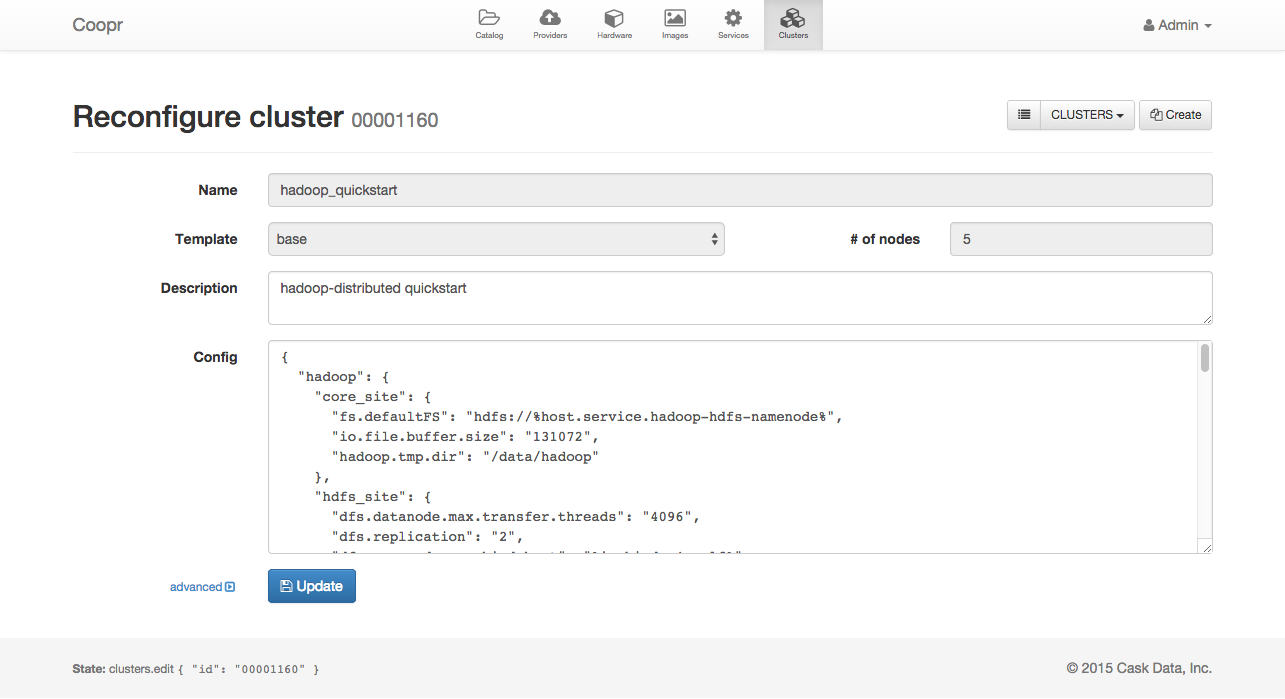 Coopr
Catalog
Providers
Hardware
Images
Services
Clusters
Admin
Reconfigure cluster 00001160
CLUSTERS
Create
Name
hadoop_quickstart
Template
base
# of nodes
5
Description
hadoop-distributed quickstart
Config
{
"hadoop": {
"core_site": {
"fs.defaultFS": "hdfs://%host.service.hadoop-hdfs-namenode%",
"io.file.buffer.size": "131072",
"hadoop.tmp.dir": "/data/hadoop"
},
"hdfs_site": {
"dfs.datanode.max.transfer.threads": "4096",
"dfs.replication": "2",
advanced
Update
State: clusters.edit { "id": "00001160" }
© 2015 Cask Data, Inc.